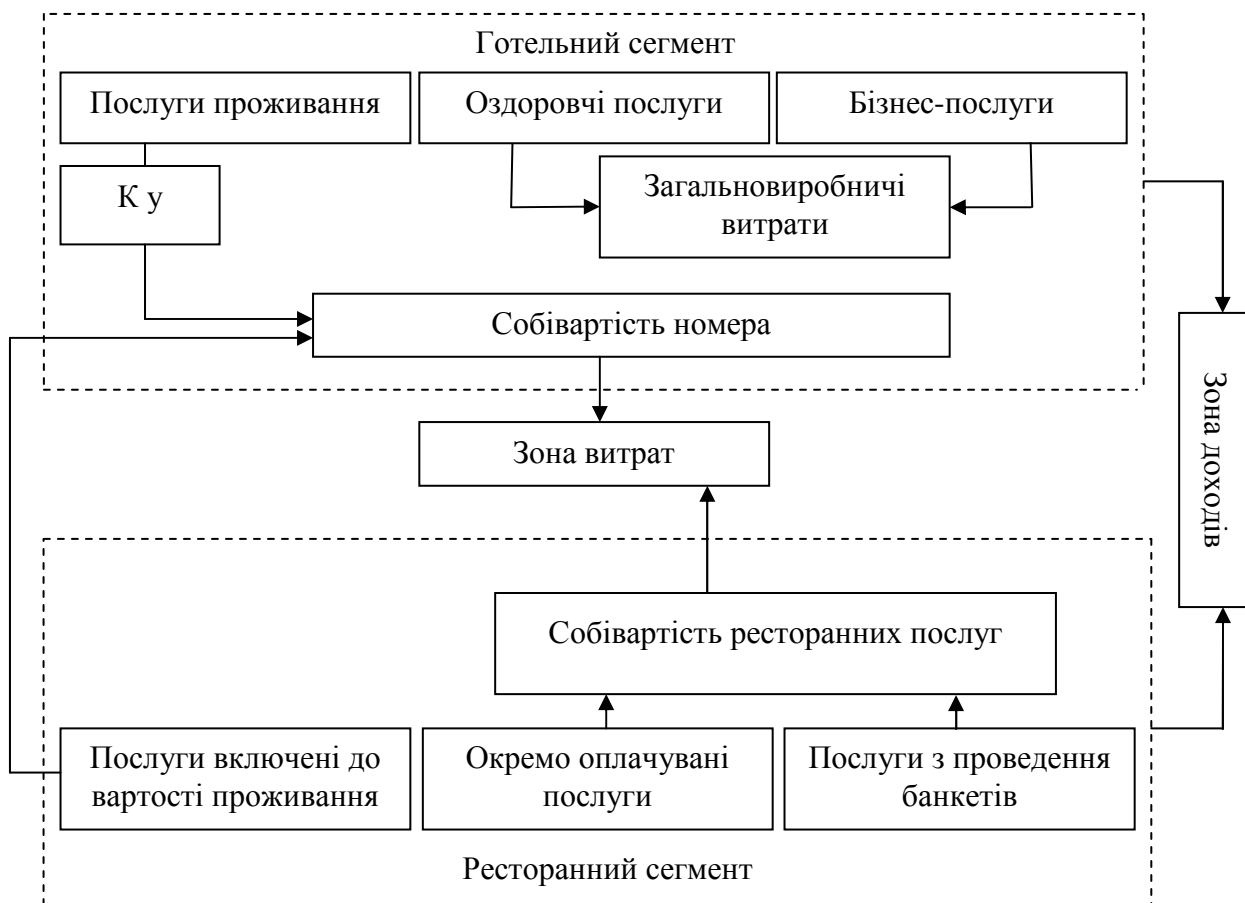 Готельний сегмент
Послуги проживання
Оздоровчі послуги
Бізнес-послуги
К у
Загальновиробничі
витрати
Собівартість номера
Зона витрат
Зона доходів
Собівартість ресторанних послуг
Послуги включені до
вартості проживання
Окремо оплачувані
послуги
Послуги з проведення
банкетів
Ресторанний сегмент